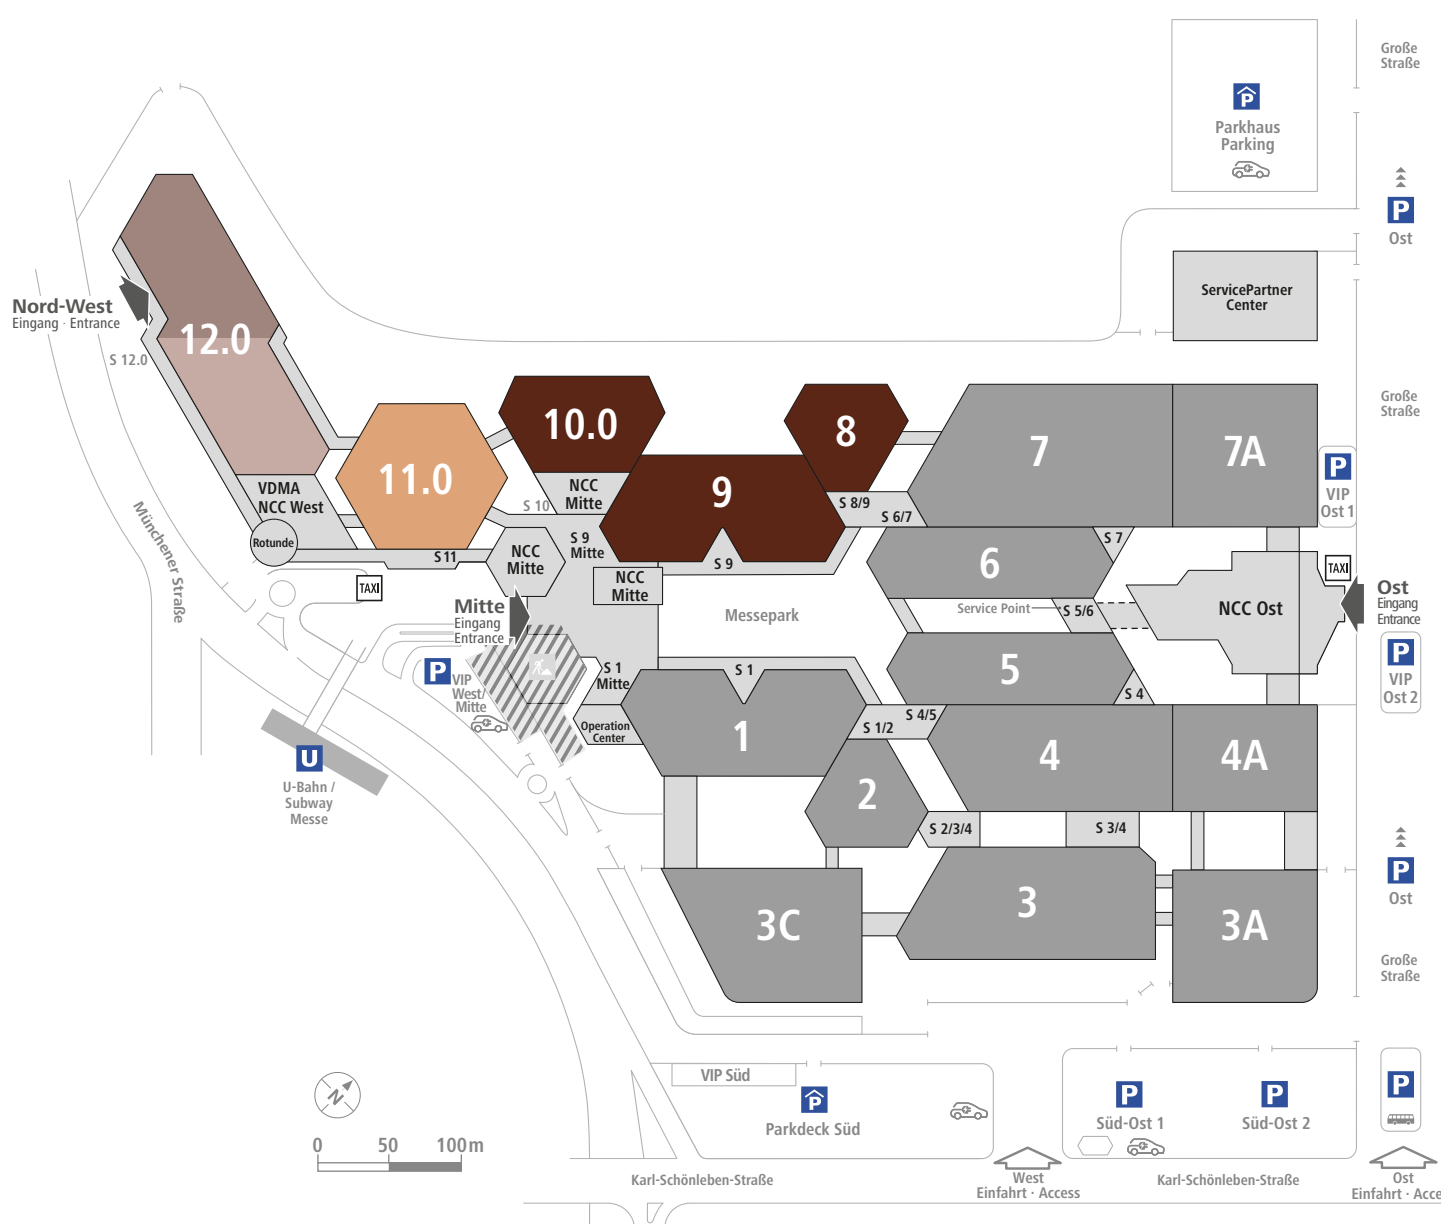 Große
Straße
P
Parkhaus
Parking
P
Ost
ServicePartner
Center
Nord-West
Eingang · Entrance
S 12.0
12.0
11.0
10.0
9
8
7
7A
Große
Straße
P
VIP
Ost 1
VDMA
NCC West
Rotunde
S 10
NCC
Mitte
S 8/9
S 6/7
S 9
Mitte
S11
NCC
Mitte
NCC
Mitte
S 9
6
S 7
TAXI
TAXI
Münchener Straße
Mitte
Eingang
Entrance
Messepark
Service Point
S 5/6
NCC Ost
Ost
Eingang
Entrance
P
VIP
Ost 2
P
VIP
West/
Mitte
S 1
Mitte
S 1
5
S 4
Operation
Center
1
S 1/2
S 4/5
4
4A
U
U-Bahn /
Subway
Messe
2
S 2/3/4
S 3/4
P
Ost
3C
3
3A
Große
Straße
N
0 50 100m
VIP Süd
P
Parkdeck Süd
P
Süd-Ost 1
P
Süd-Ost 2
P
Karl-Schönleben-Straße
West
Einfahrt · Access
Karl-Schönleben-Straße
Ost
Einfahrt · Acce